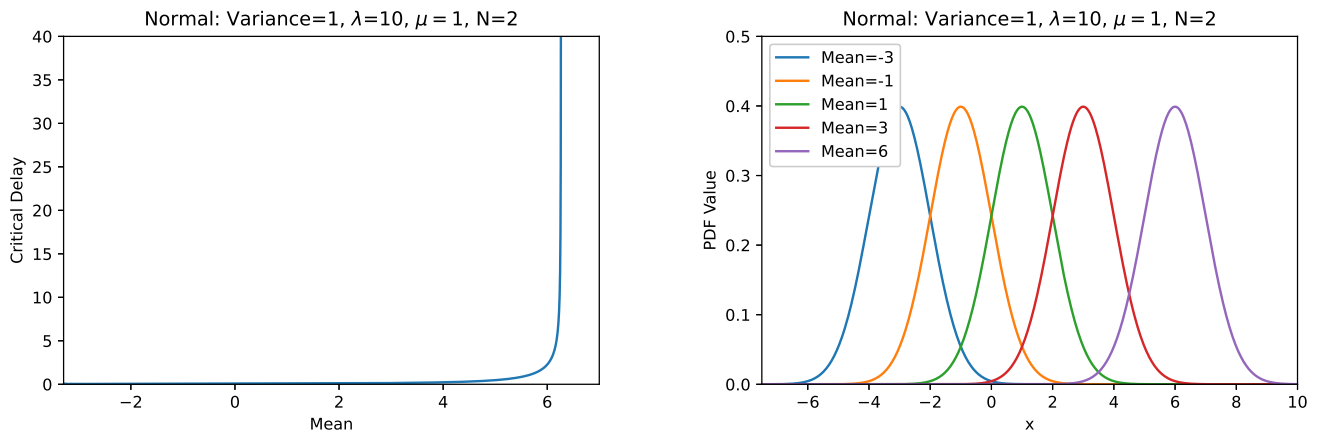 Normal: Variance=1, λ=10, μ = 1, N=2
40
35
30
25
20
15
10
5
0
Critical Delay
−2
0
2
4
6
Mean
Normal: Variance=1, λ=10, μ = 1, N=2
0.5
0.4
0.3
0.2
0.1
0.0
PDF Value
Mean=-3
Mean=-1
Mean=1
Mean=3
Mean=6
−6
−4
−2
0
2
4
6
8
10
x